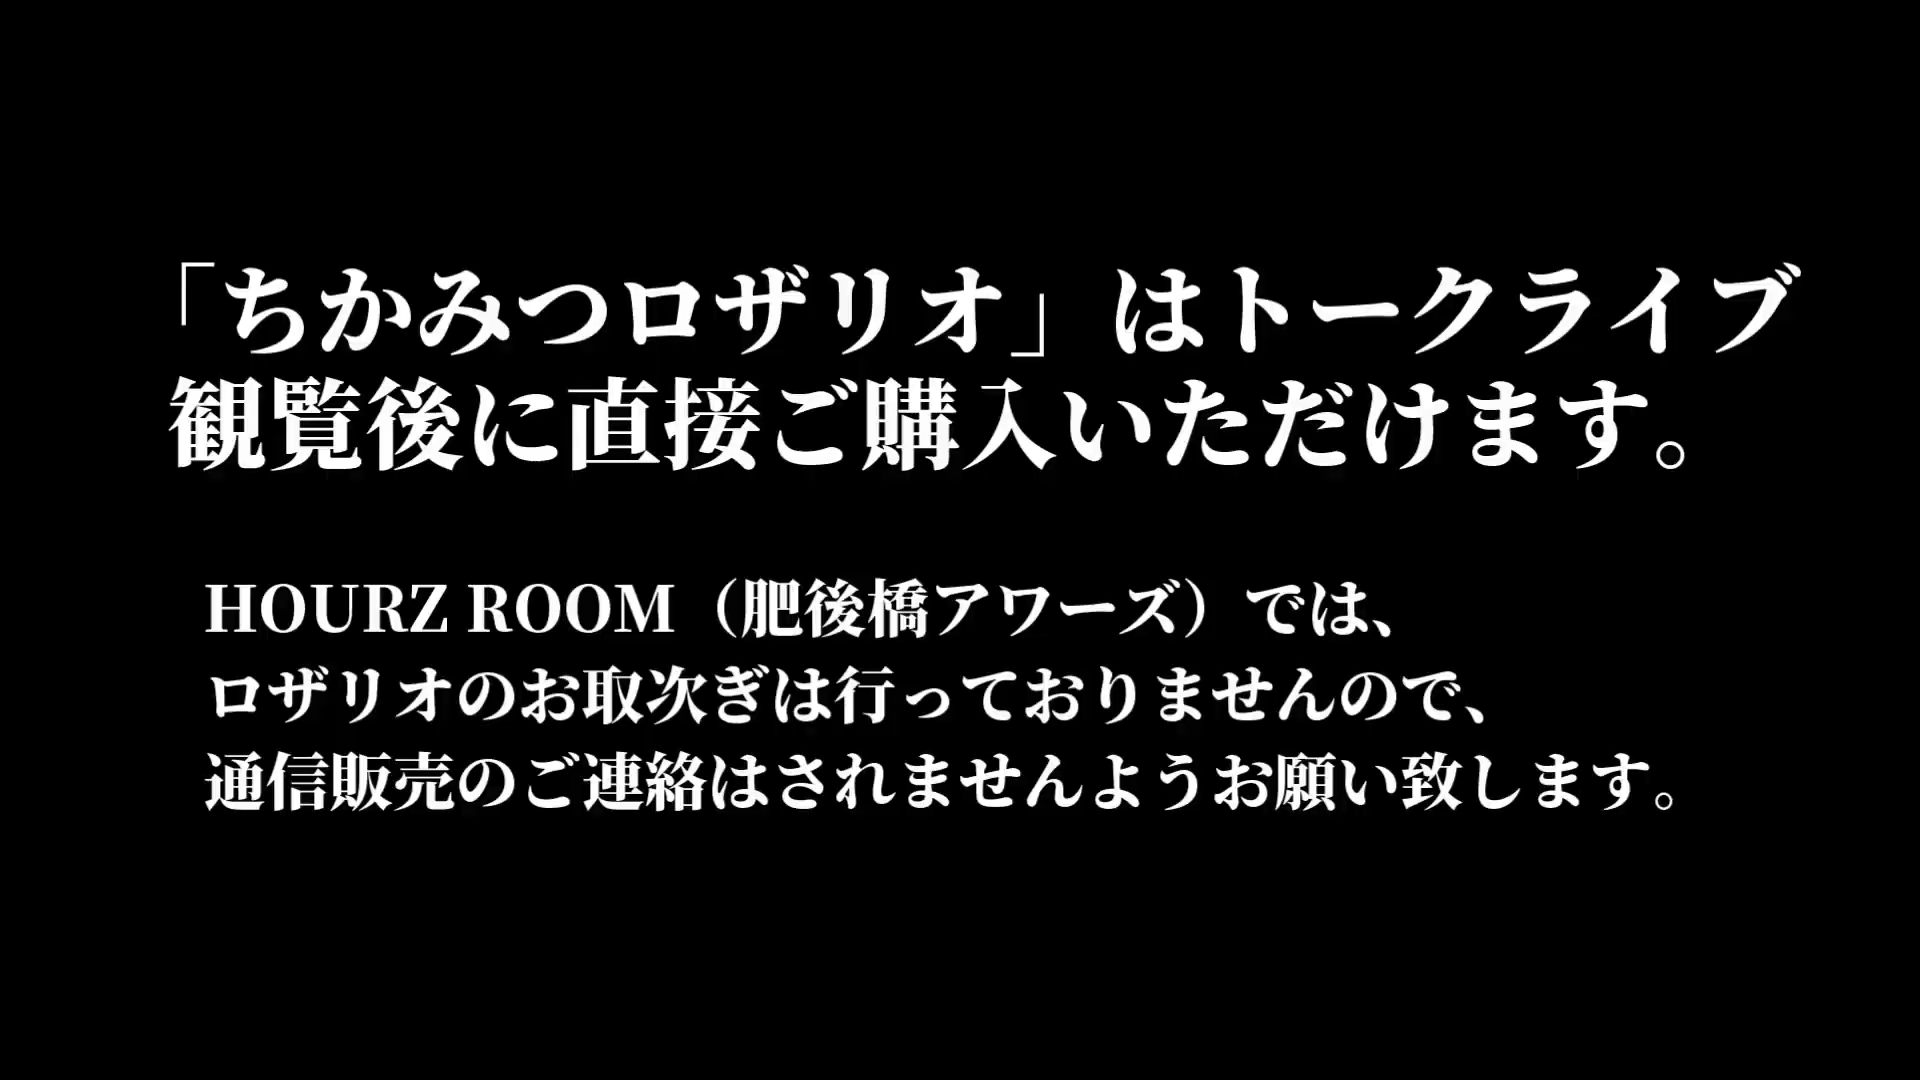 「ちかみつロザリオ」はトークライブ
観覧後に直接ご購入いただけます。
HOURZ ROOM（肥後橋アワーズ）では、
ロザリオのお取次ぎは行っておりませんので、
通信販売のご連絡はされませんようお願い致します。